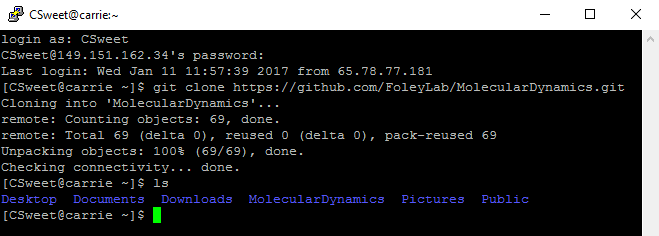 CSweet@carrie:~
login as: CSweet
CSweet@149.151.162.34's password:
Last login: Wed Jan 11 11:57:39 2017 from 65.78.77.181
[CSweet@carrie ~]$ git clone https://github.com/FoleyLab/MolecularDynamics.git
Cloning into 'MolecularDynamics'...
remote: Counting objects: 69, done.
remote: Total 69 (delta 0), reused 0 (delta 0), pack-reused 69
Unpacking objects: 100% (69/69), done.
Checking connectivity... done.
[CSweet@carrie ~]$ ls
Desktop  Documents  Downloads  MolecularDynamics  Pictures  Public
[CSweet@carrie ~]$